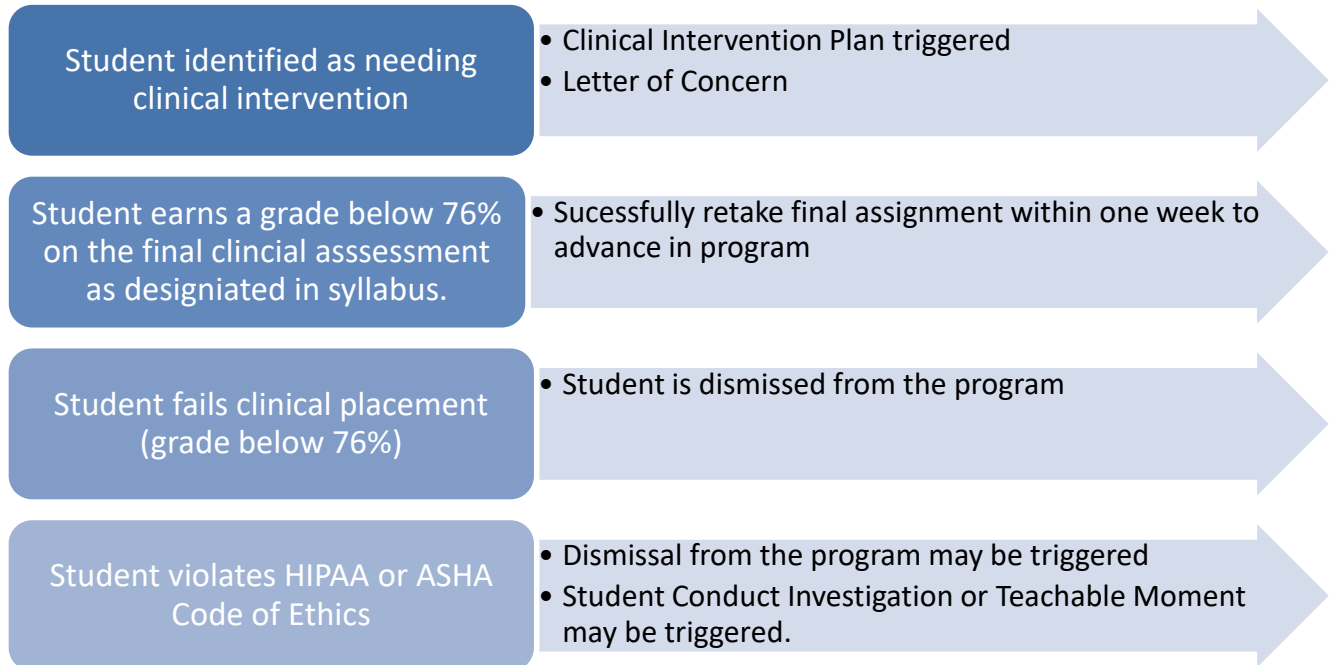 Student identified as needing
clinical intervention
• Clinical Intervention Plan triggered
• Letter of Concern
Student earns a grade below 76%
on the final clincial asssessment
as designiated in syllabus.
• Sucessfully retake final assignment within one week to
advance in program
Student fails clinical placement
(grade below 76%)
• Student is dismissed from the program
Student violates HIPAA or ASHA
Code of Ethics
• Dismissal from the program may be triggered
• Student Conduct Investigation or Teachable Moment
may be triggered.